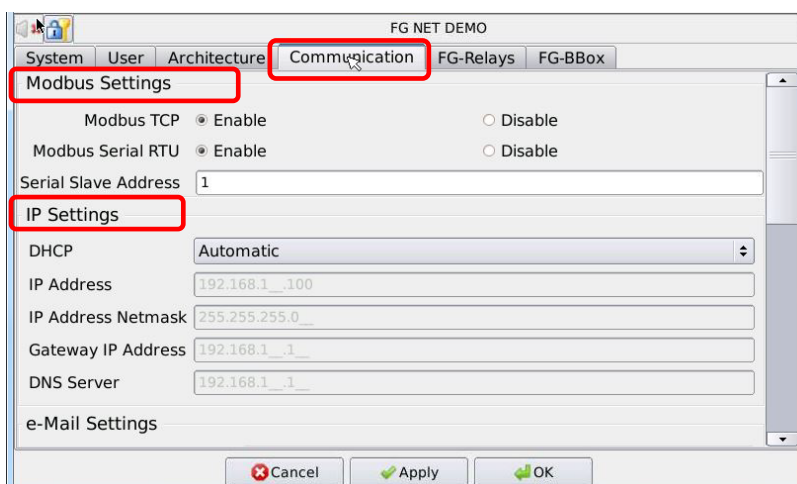 FG NET DEMO
System User Architecture Communication FG-Relays FG-BBox
Modbus Settings
Modbus TCP Enable Disable
Modbus Serial RTU Enable Disable
Serial Slave Address 1
IP Settings
DHCP Automatic
IP Address 192.168.1__.100
IP Address Netmask 255.255.255.0__
Gateway IP Address 192.168.1__.1__
DNS Server 192.168.1__.1__
e-Mail Settings
Cancel Apply OK